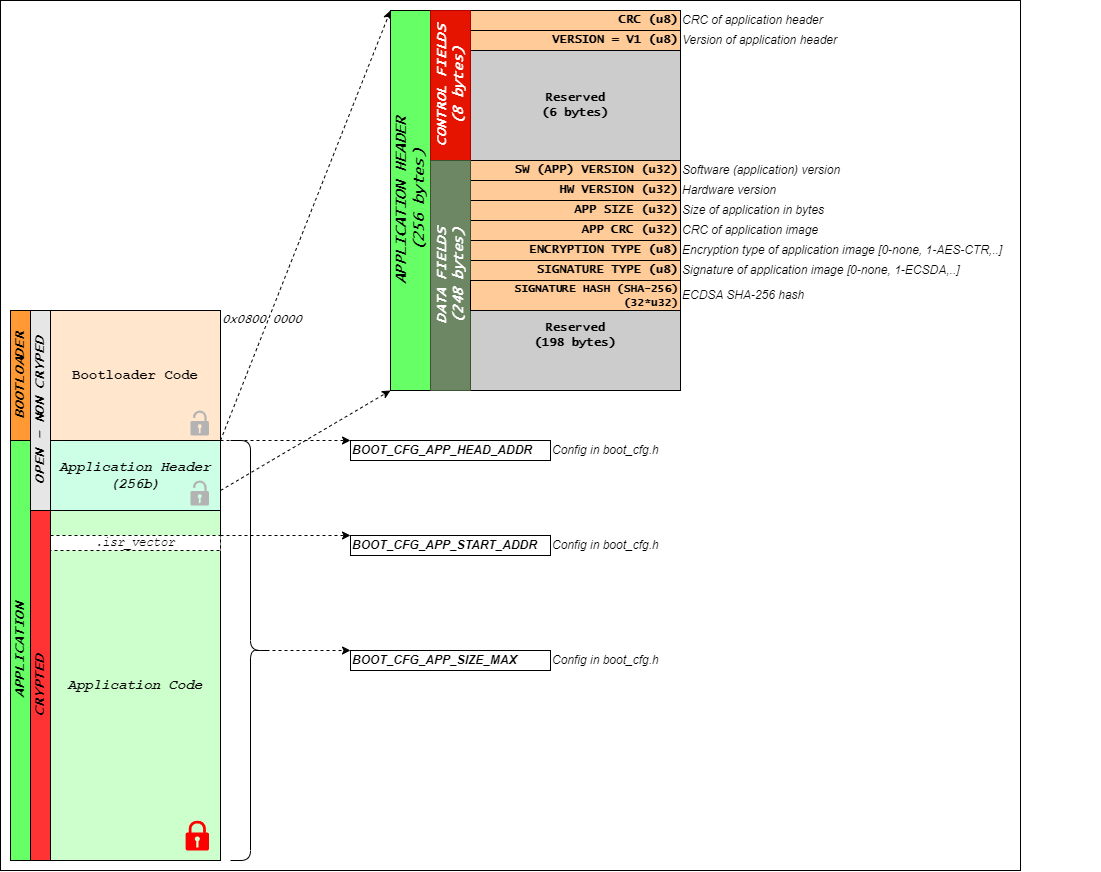 APPLICATION HEADER
(256 bytes)
CONTROL FIELDS
(8 bytes)
CRC (u8)
CRC of application header
VERSION = V1 (u8)
Version of application header
Reserved
(6 bytes)
DATA FIELDS
(248 bytes)
SW (APP) VERSION (u32)
Software (application) version
HW VERSION (u32)
Hardware version
APP SIZE (u32)
Size of application in bytes
APP CRC (u32)
CRC of application image
ENCRYPTION TYPE (u8)
Encryption type of application image [0-none, 1-AES-CTR,..]
SIGNATURE TYPE (u8)
Signature of application image [0-none, 1-ECSDA,..]
SIGNATURE HASH (SHA-256)
(32*u32)
ECDSA SHA-256 hash
Reserved
(198 bytes)
BOOTLOADER
OPEN - NON CRYPED
0x0800 0000
Bootloader Code
APPLICATION
Application Header
(256b)
BOOT_CFG_APP_HEAD_ADDR
Config in boot_cfg.h
CRYPTED
.isr_vector
BOOT_CFG_APP_START_ADDR
Config in boot_cfg.h
Application Code
BOOT_CFG_APP_SIZE_MAX
Config in boot_cfg.h